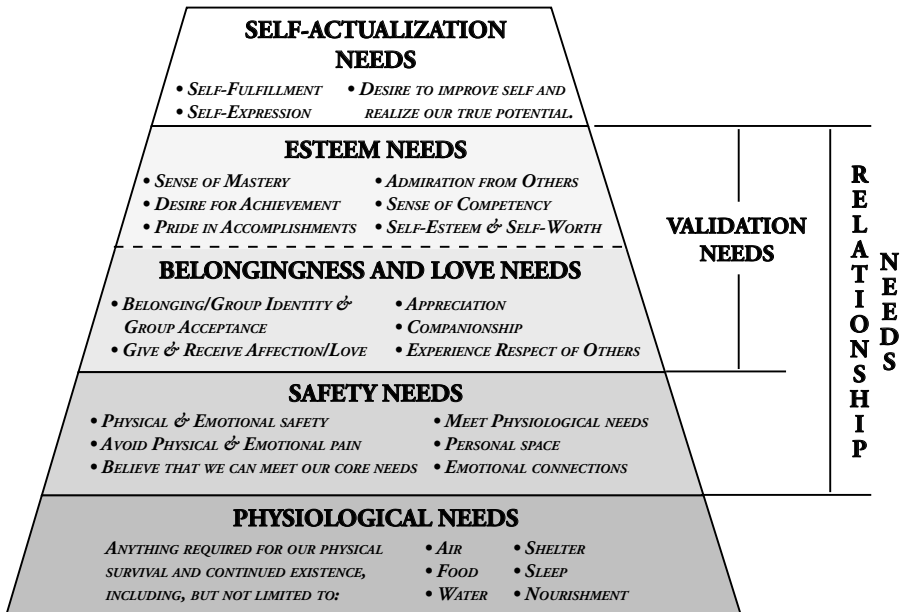 SELF-ACTUALIZATION
NEEDS
• Self-Fulfillment
• Self-Expression
• Desire to improve self and
realize our true potential.
ESTEEM NEEDS
• Sense of Mastery
• Desire for Achievement
• Pride in Accomplishments
• Admiration from Others
• Sense of Competency
• Self-Esteem & Self-Worth
BELONGINGNESS AND LOVE NEEDS
• Belonging/Group Identity &
Group Acceptance
• Give & Receive Affection/Love
• Appreciation
• Companionship
• Experience Respect of Others
SAFETY NEEDS
• Physical & Emotional safety
• Avoid Physical & Emotional pain
• Believe that we can meet our core needs
• Meet Physiological needs
• Personal space
• Emotional connections
PHYSIOLOGICAL NEEDS
Anything required for our physical
survival and continued existence,
including, but not limited to:
• Air
• Food
• Water
• Shelter
• Sleep
• Nourishment
VALIDATION
NEEDS
RELATIONSHIP
NEEDS